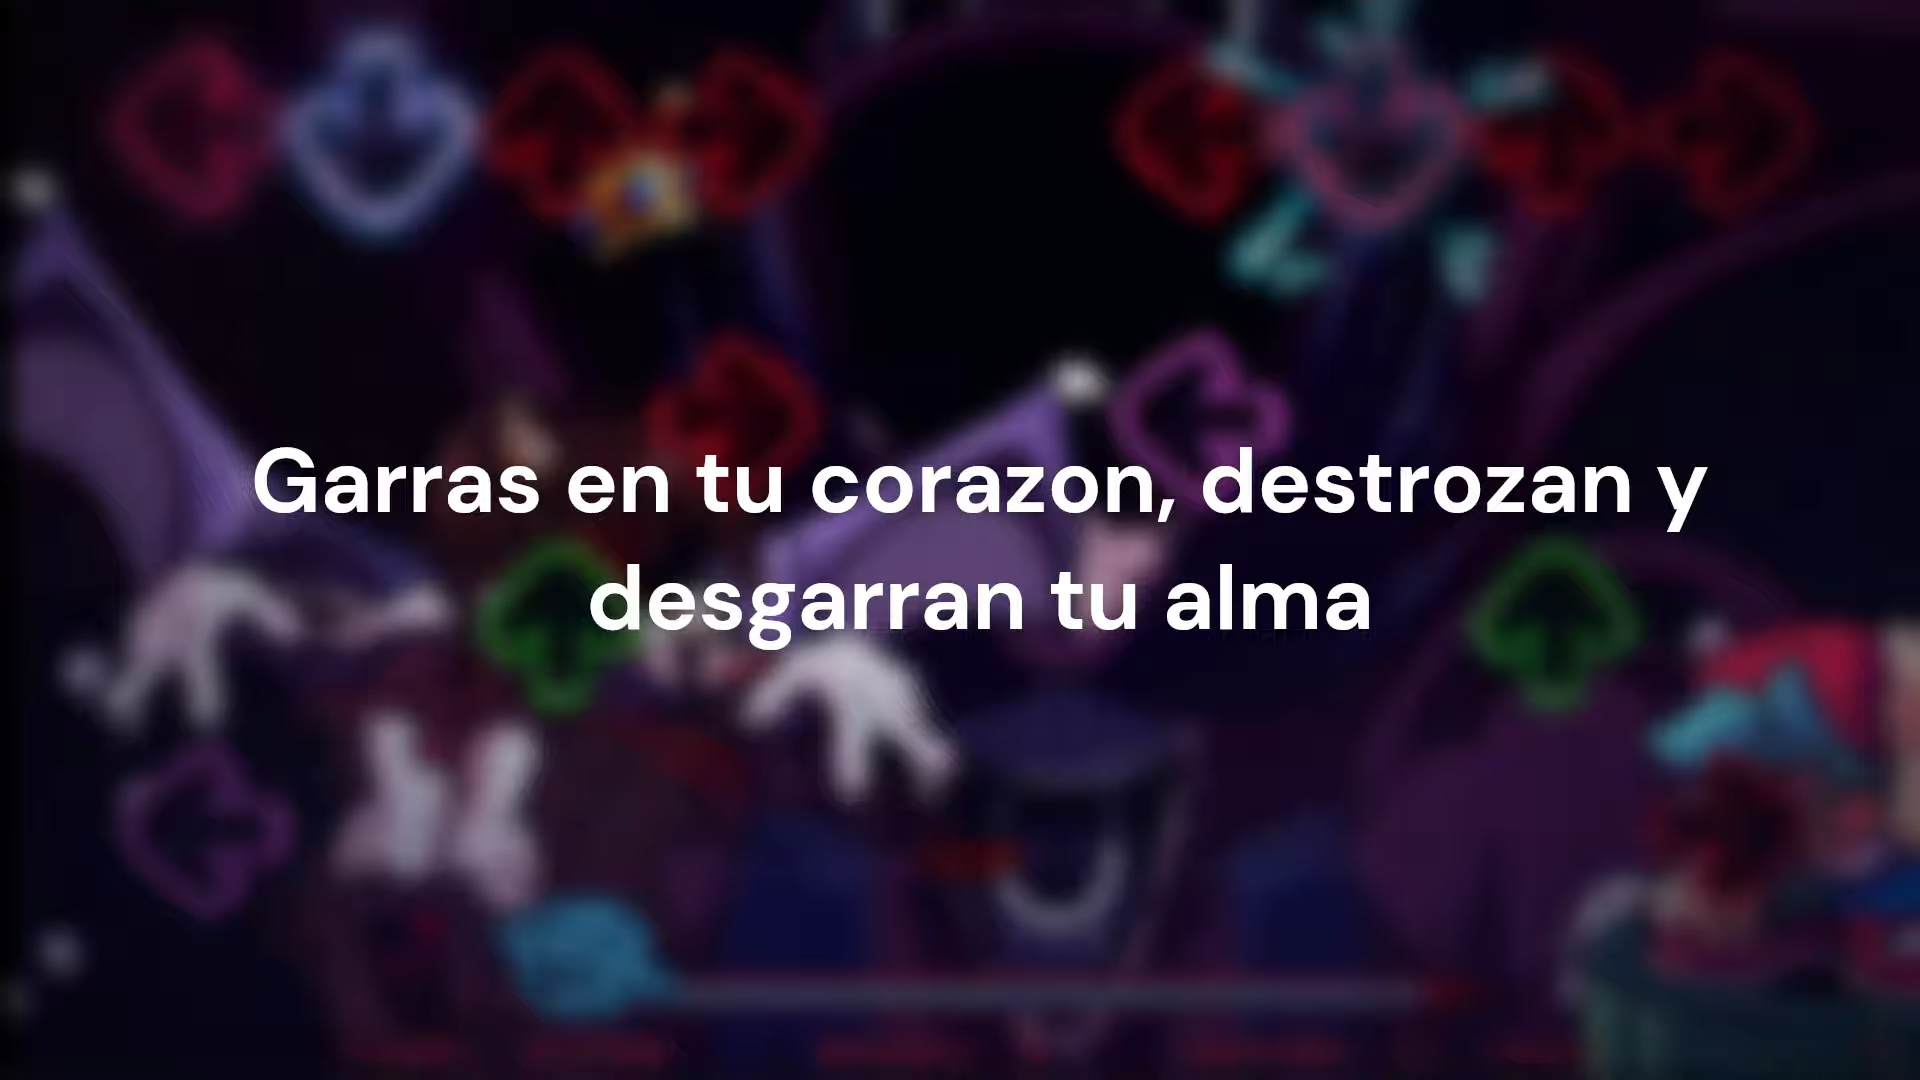 Garras en tu corazon, destrozan y
desgarran tu alma